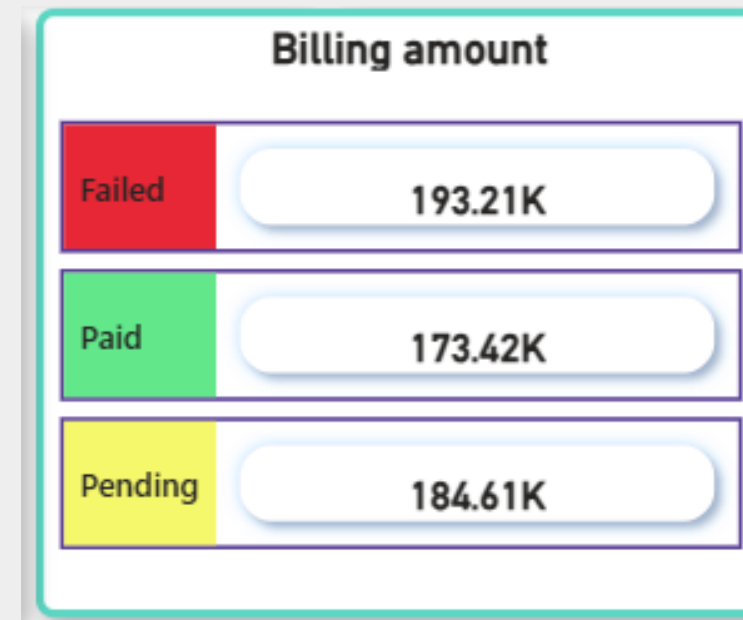 Billing amount
Failed
193.21K
Paid
173.42K
Pending
184.61K